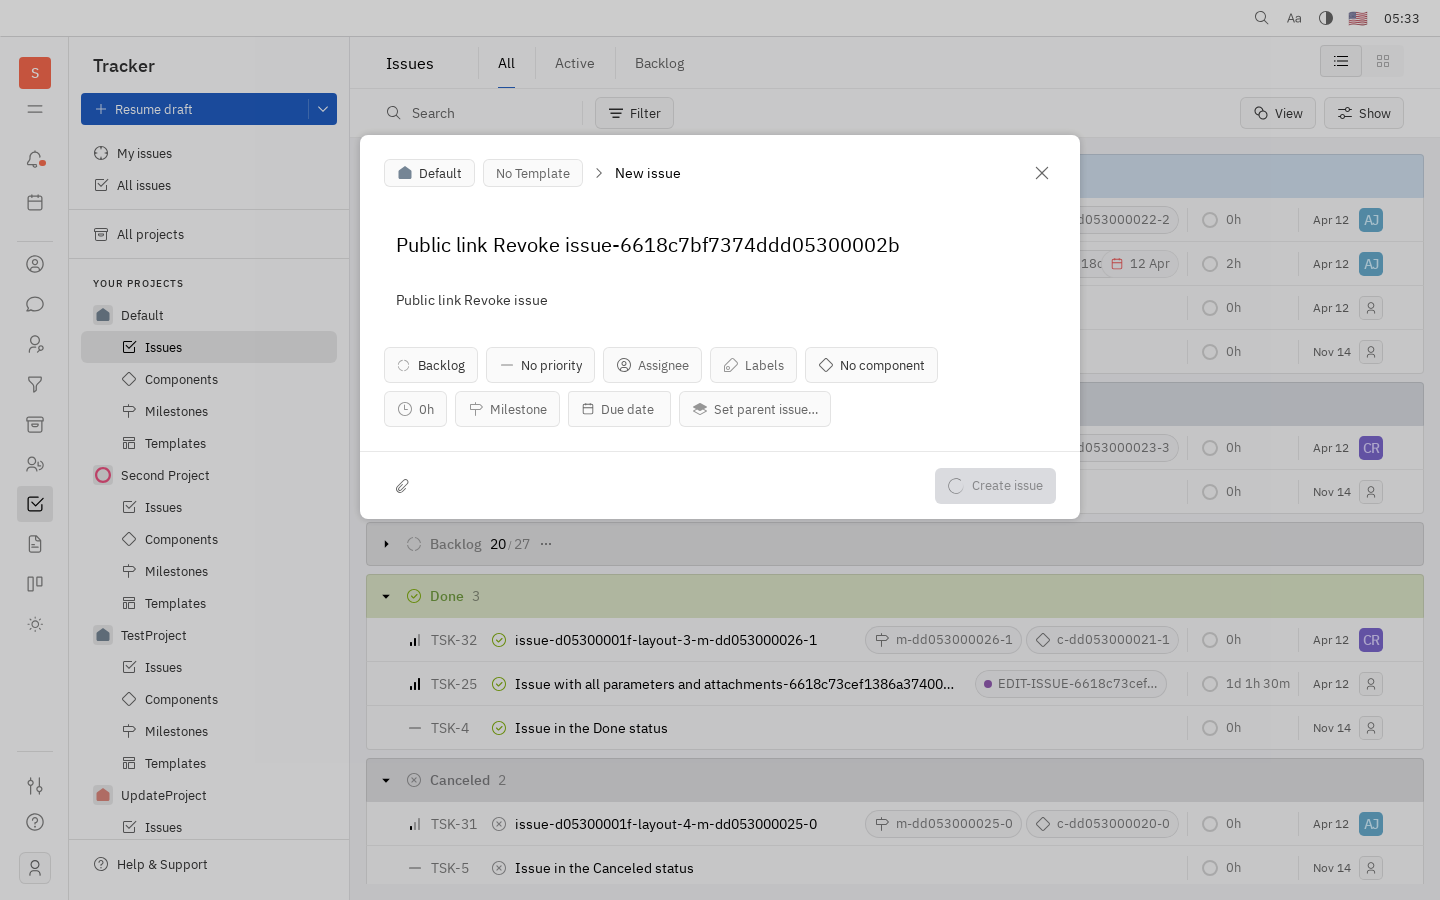 Aa
05:33
S
Tracker
Resume draft
My issues
All issues
All projects
YOUR PROJECTS
Default
Issues
Components
Milestones
Templates
Second Project
Issues
Components
Milestones
Templates
TestProject
Issues
Components
Milestones
Templates
UpdateProject
Issues
Help & Support
Issues
All
Active
Backlog
Search
Filter
View
Show
Default
No Template
New issue
Public link Revoke issue-6618c7bf7374ddd05300002b
Public link Revoke issue
Backlog
No priority
Assignee
Labels
No component
0h
Milestone
Due date
Set parent issue...
Create issue
d053000022-2 0h Apr 12 AJ
12 Apr 2h Apr 12 AJ
0h Apr 12
0h Nov 14
d053000023-3 0h Apr 12 CR
0h Nov 14
Backlog 20/27 ...
Done 3
TSK-32 issue-d05300001f-layout-3-m-dd053000026-1 m-dd053000026-1 c-dd053000021-1 0h Apr 12 CR
TSK-25 Issue with all parameters and attachments-6618c73cef1386a37400... EDIT-ISSUE-6618c73cef... 1d 1h 30m Apr 12
TSK-4 Issue in the Done status 0h Nov 14
Canceled 2
TSK-31 issue-d05300001f-layout-4-m-dd053000025-0 m-dd053000025-0 c-dd053000020-0 0h Apr 12 AJ
TSK-5 Issue in the Canceled status 0h Nov 14